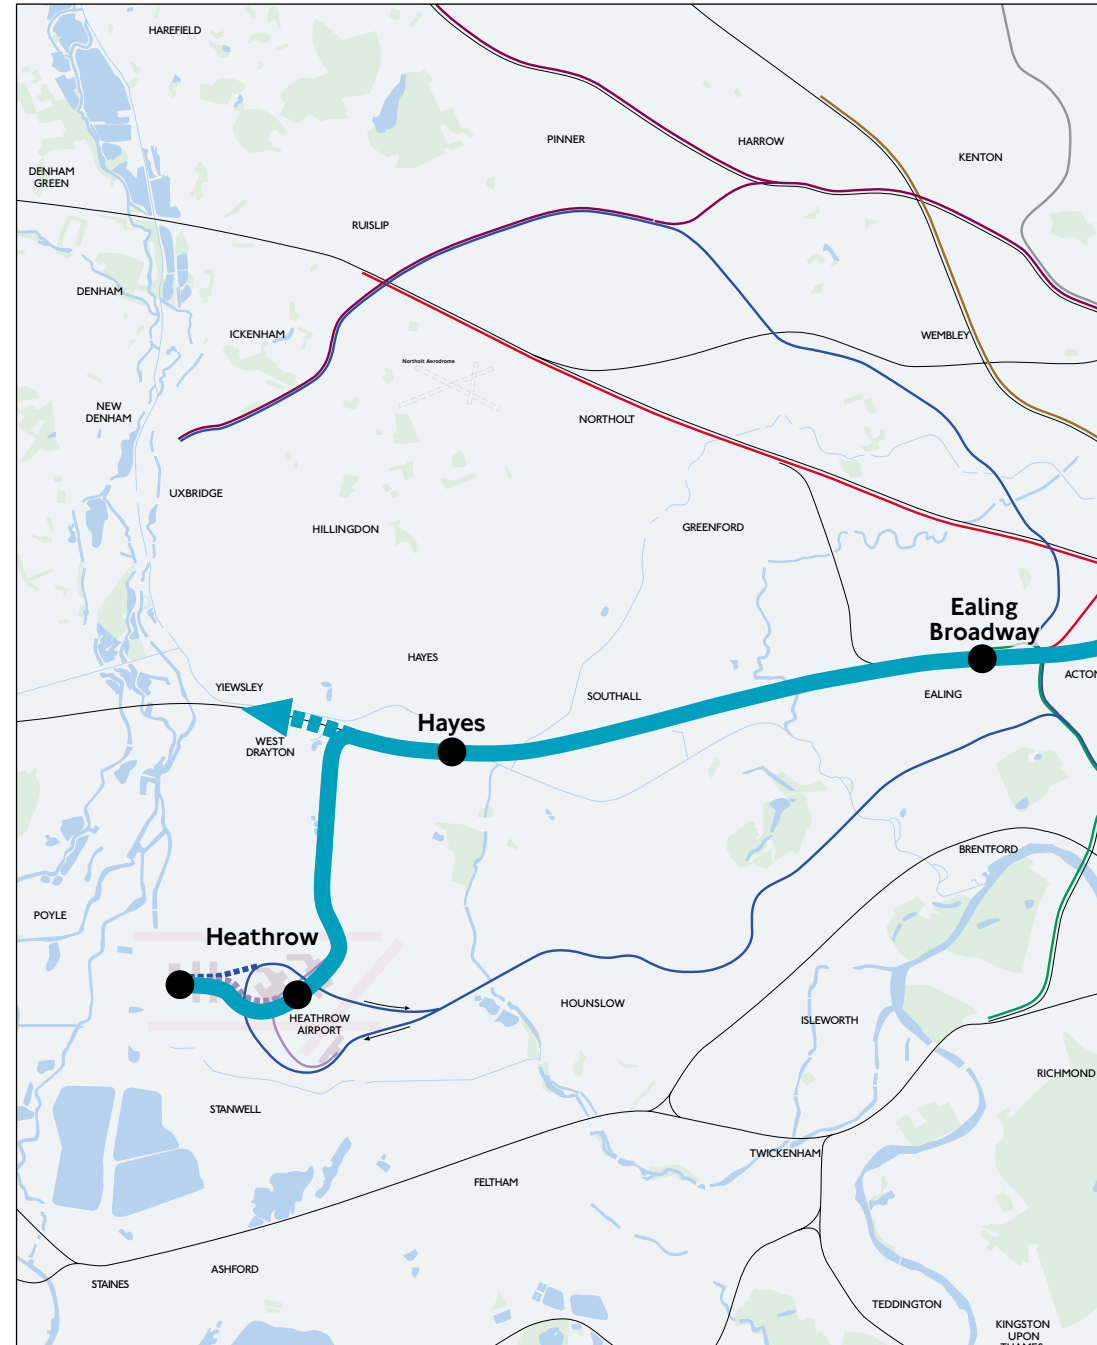 HAREFIELD
PINNER
HARROW
KENTON
DENHAM
GREEN
RUISLIP
DENHAM
ICKENHAM
WEMBLEY
Northolt Aerodrome
NEW
DENHAM
NORTHOLT
UXBRIDGE
HILLINGDON
GREENFORD
Ealing
Broadway
HAYES
YIEWSLEY
SOUTHALL
EALING
ACTON
Hayes
WEST
DRAYTON
BRENTFORD
POYLE
Heathrow
HOUNSLOW
HEATHROW
AIRPORT
ISLEWORTH
RICHMOND
STANWELL
TWICKENHAM
FELTHAM
ASHFORD
STAINES
TEDDINGTON
KINGSTON
UPON
THAMES